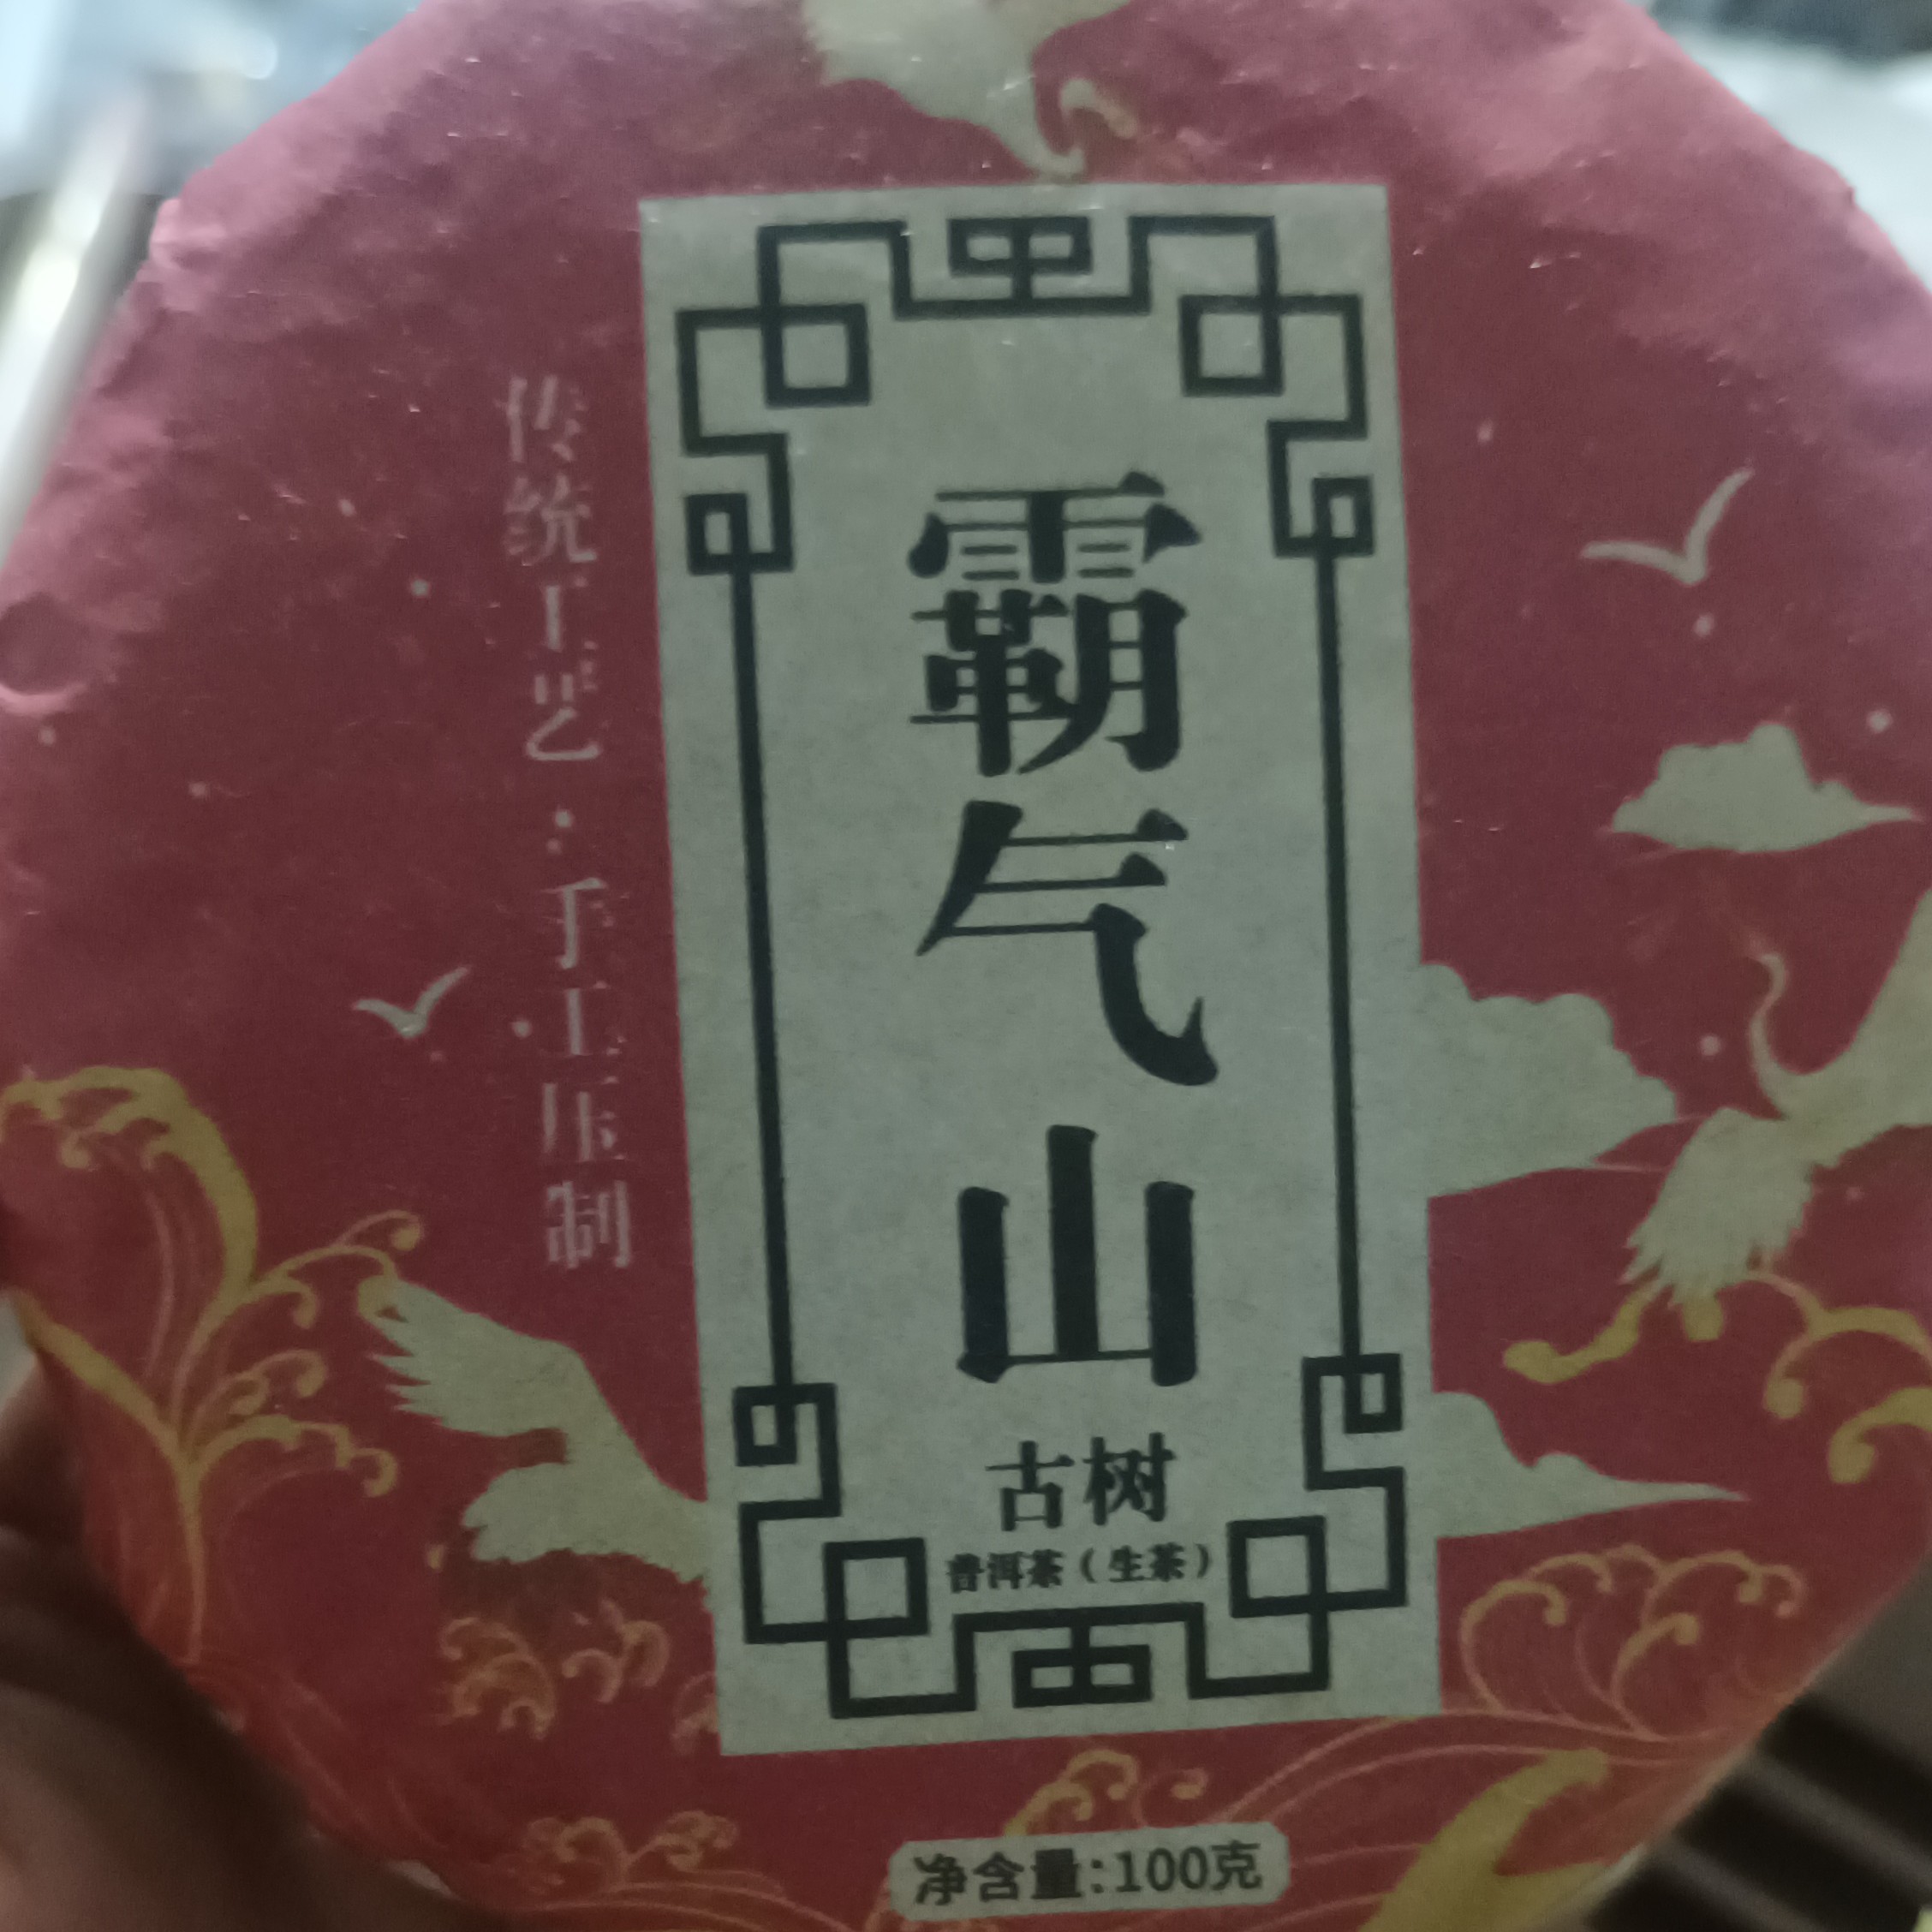 霸气山
古树
普洱茶（生茶）
传统工艺：手工压制
净含量:100克